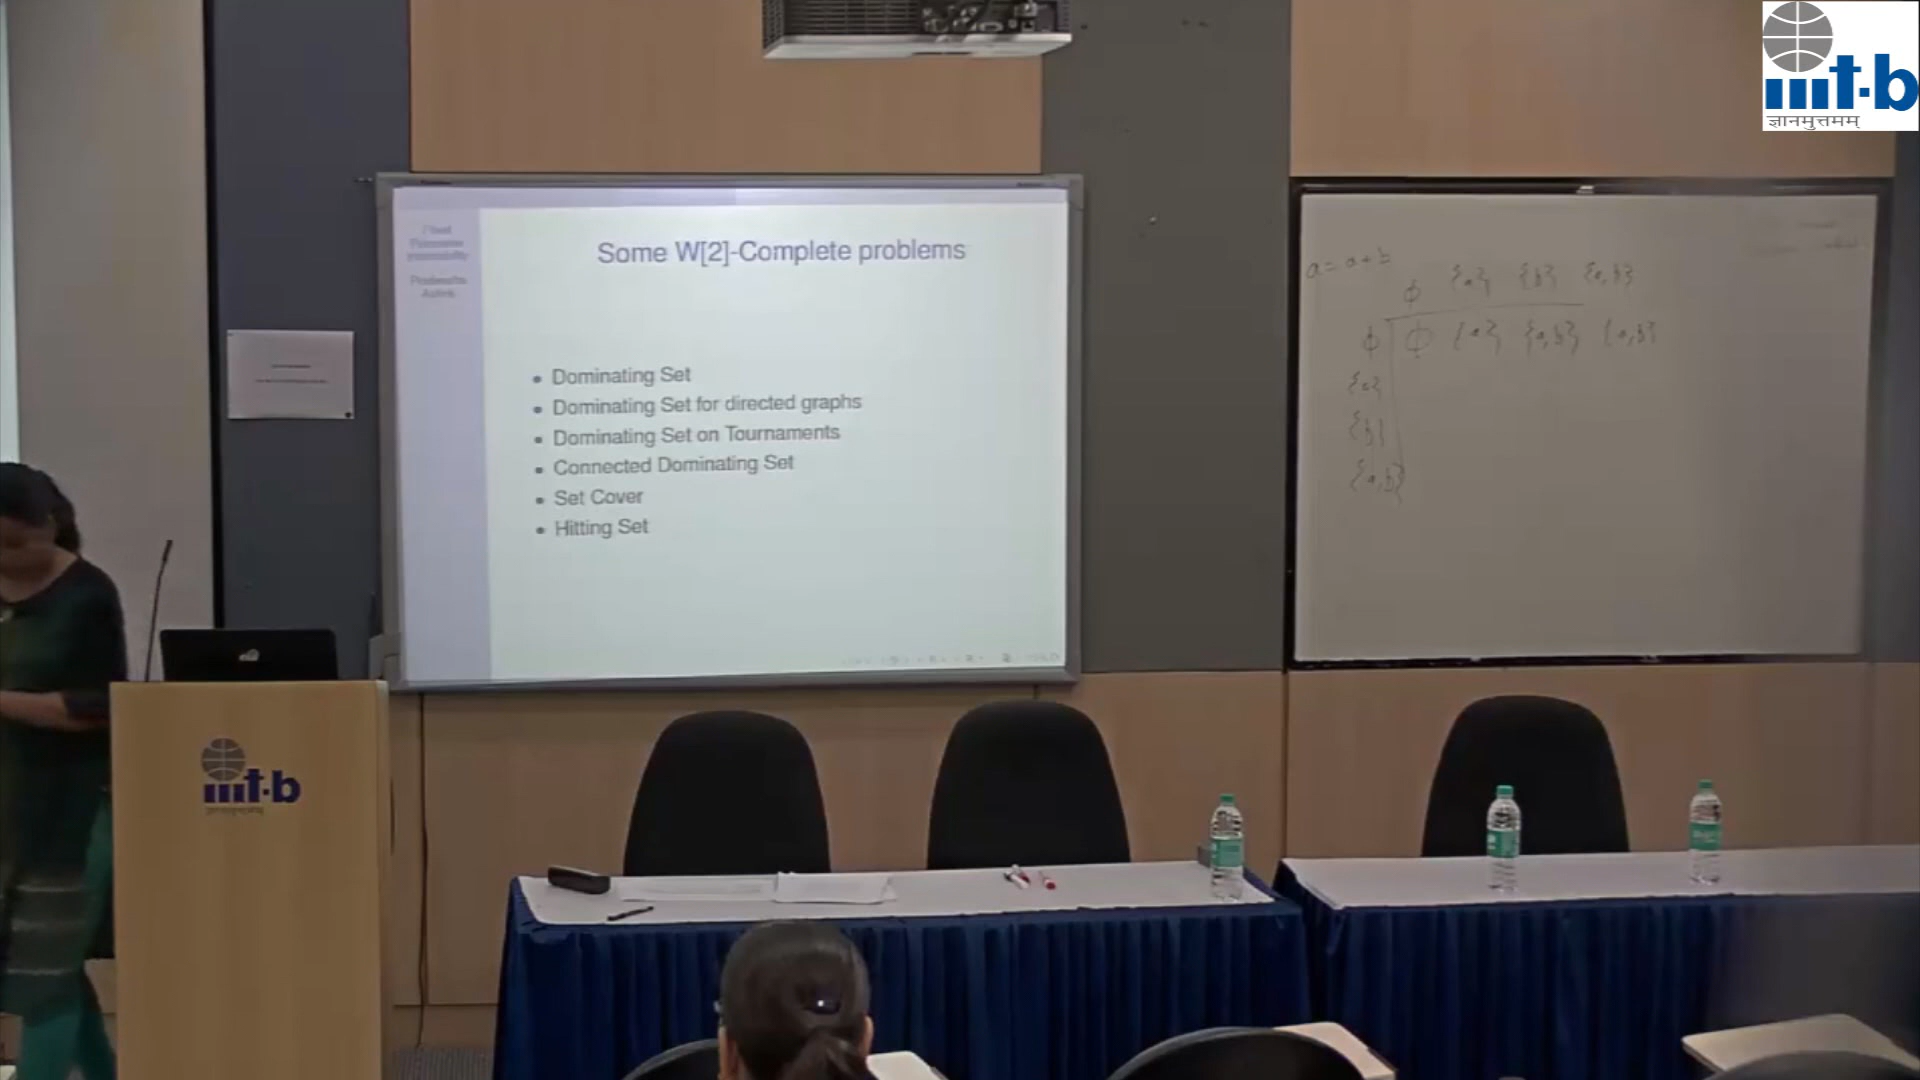 iiit-b
ज्ञानमुत्तमम्
Some W[2]-Complete problems
• Dominating Set
• Dominating Set for directed graphs
• Dominating Set on Tournaments
• Connected Dominating Set
• Set Cover
• Hitting Set
a = a + b
ϕ {a} {b} {a,b}
ϕ ϕ {a} {a,b} {a,b}
{a}
{b}
{a,b}
iiit-b